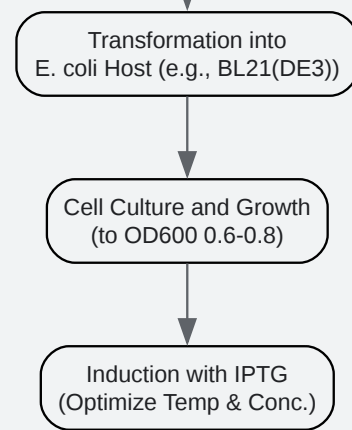 Transformation into
E. coli Host (e.g., BL21(DE3))
Cell Culture and Growth
(to OD600 0.6-0.8)
Induction with IPTG
(Optimize Temp & Conc.)